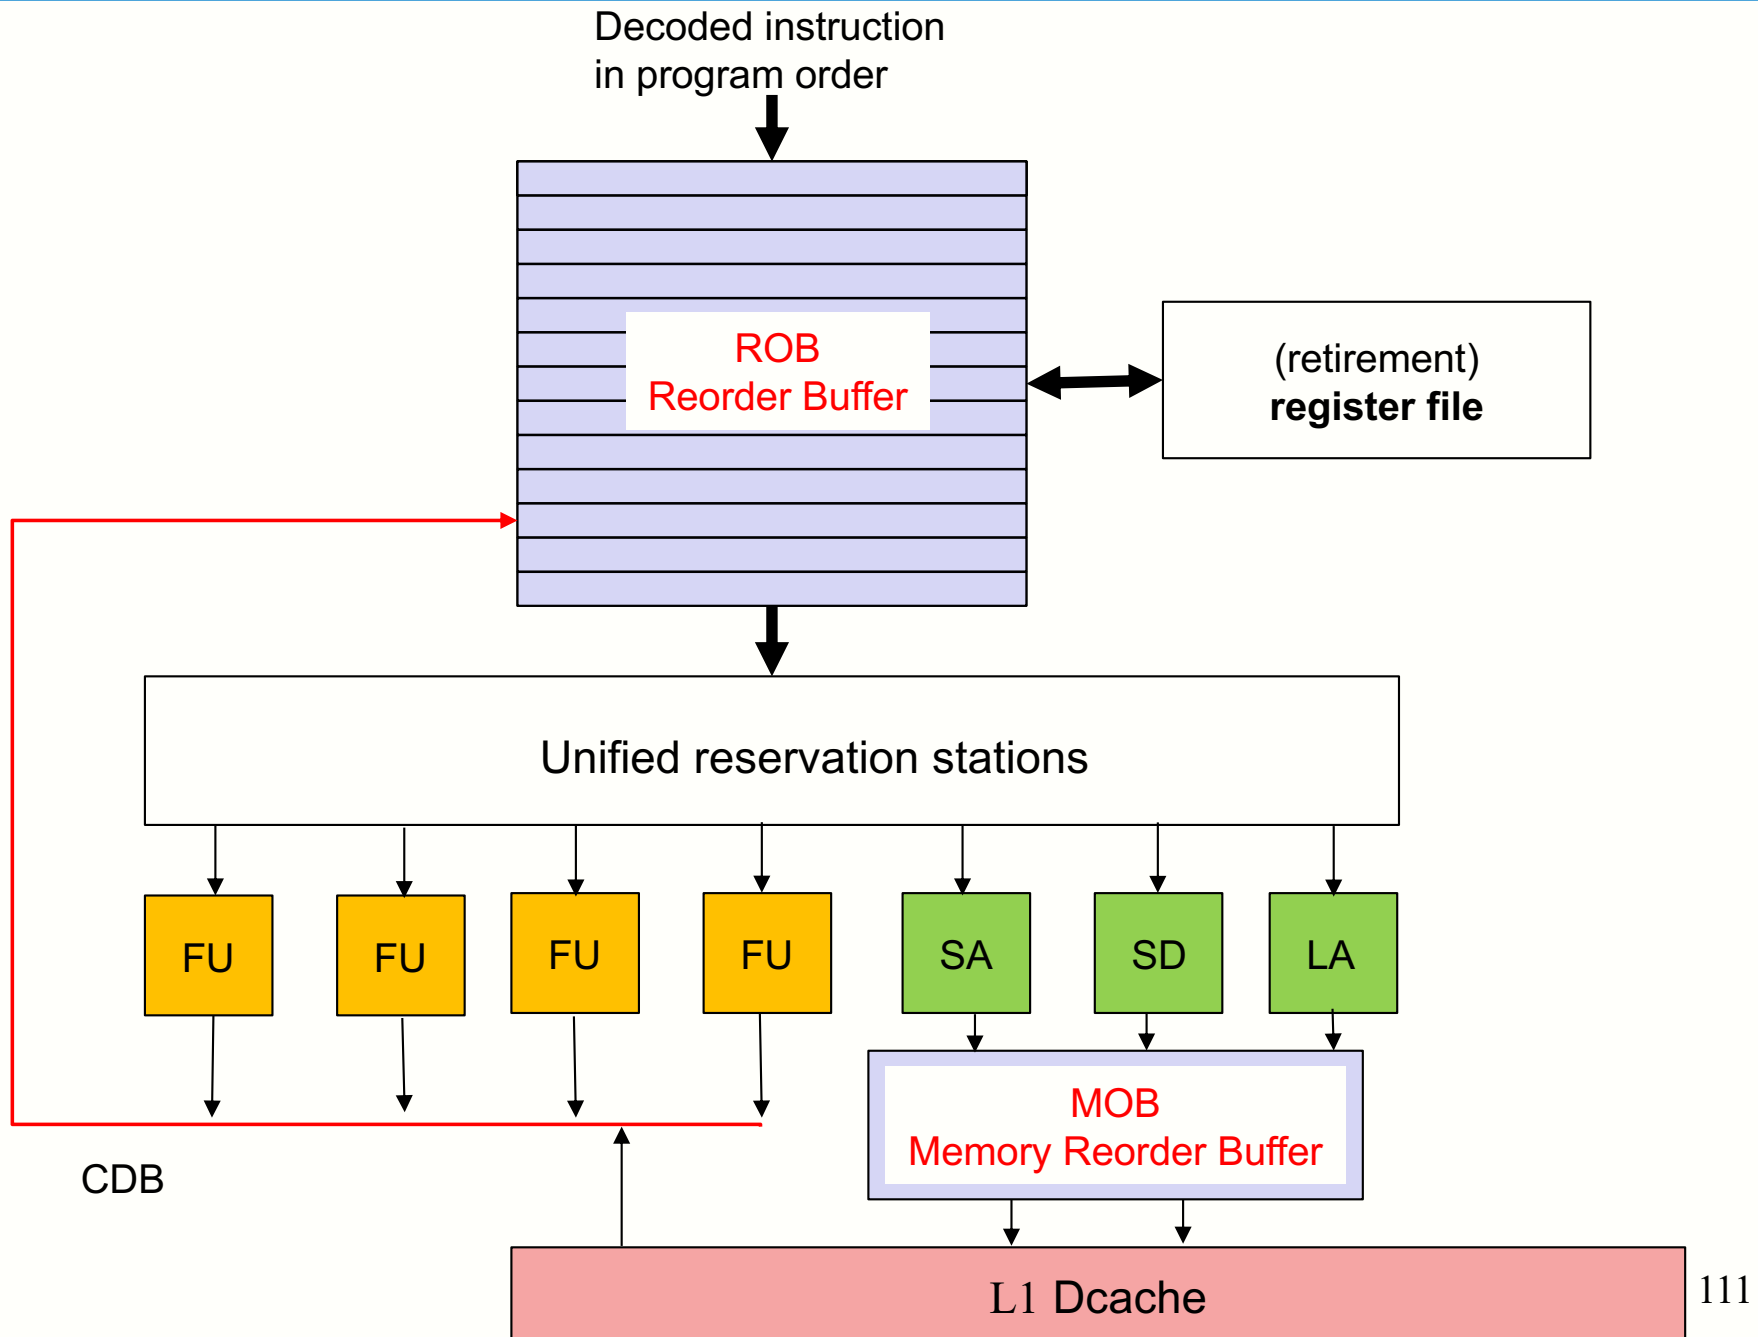 Decoded instruction
in program order
ROB
Reorder Buffer
(retirement)
register file
Unified reservation stations
FU
FU
FU
FU
SA
SD
LA
MOB
Memory Reorder Buffer
CDB
L1 Dcache
111